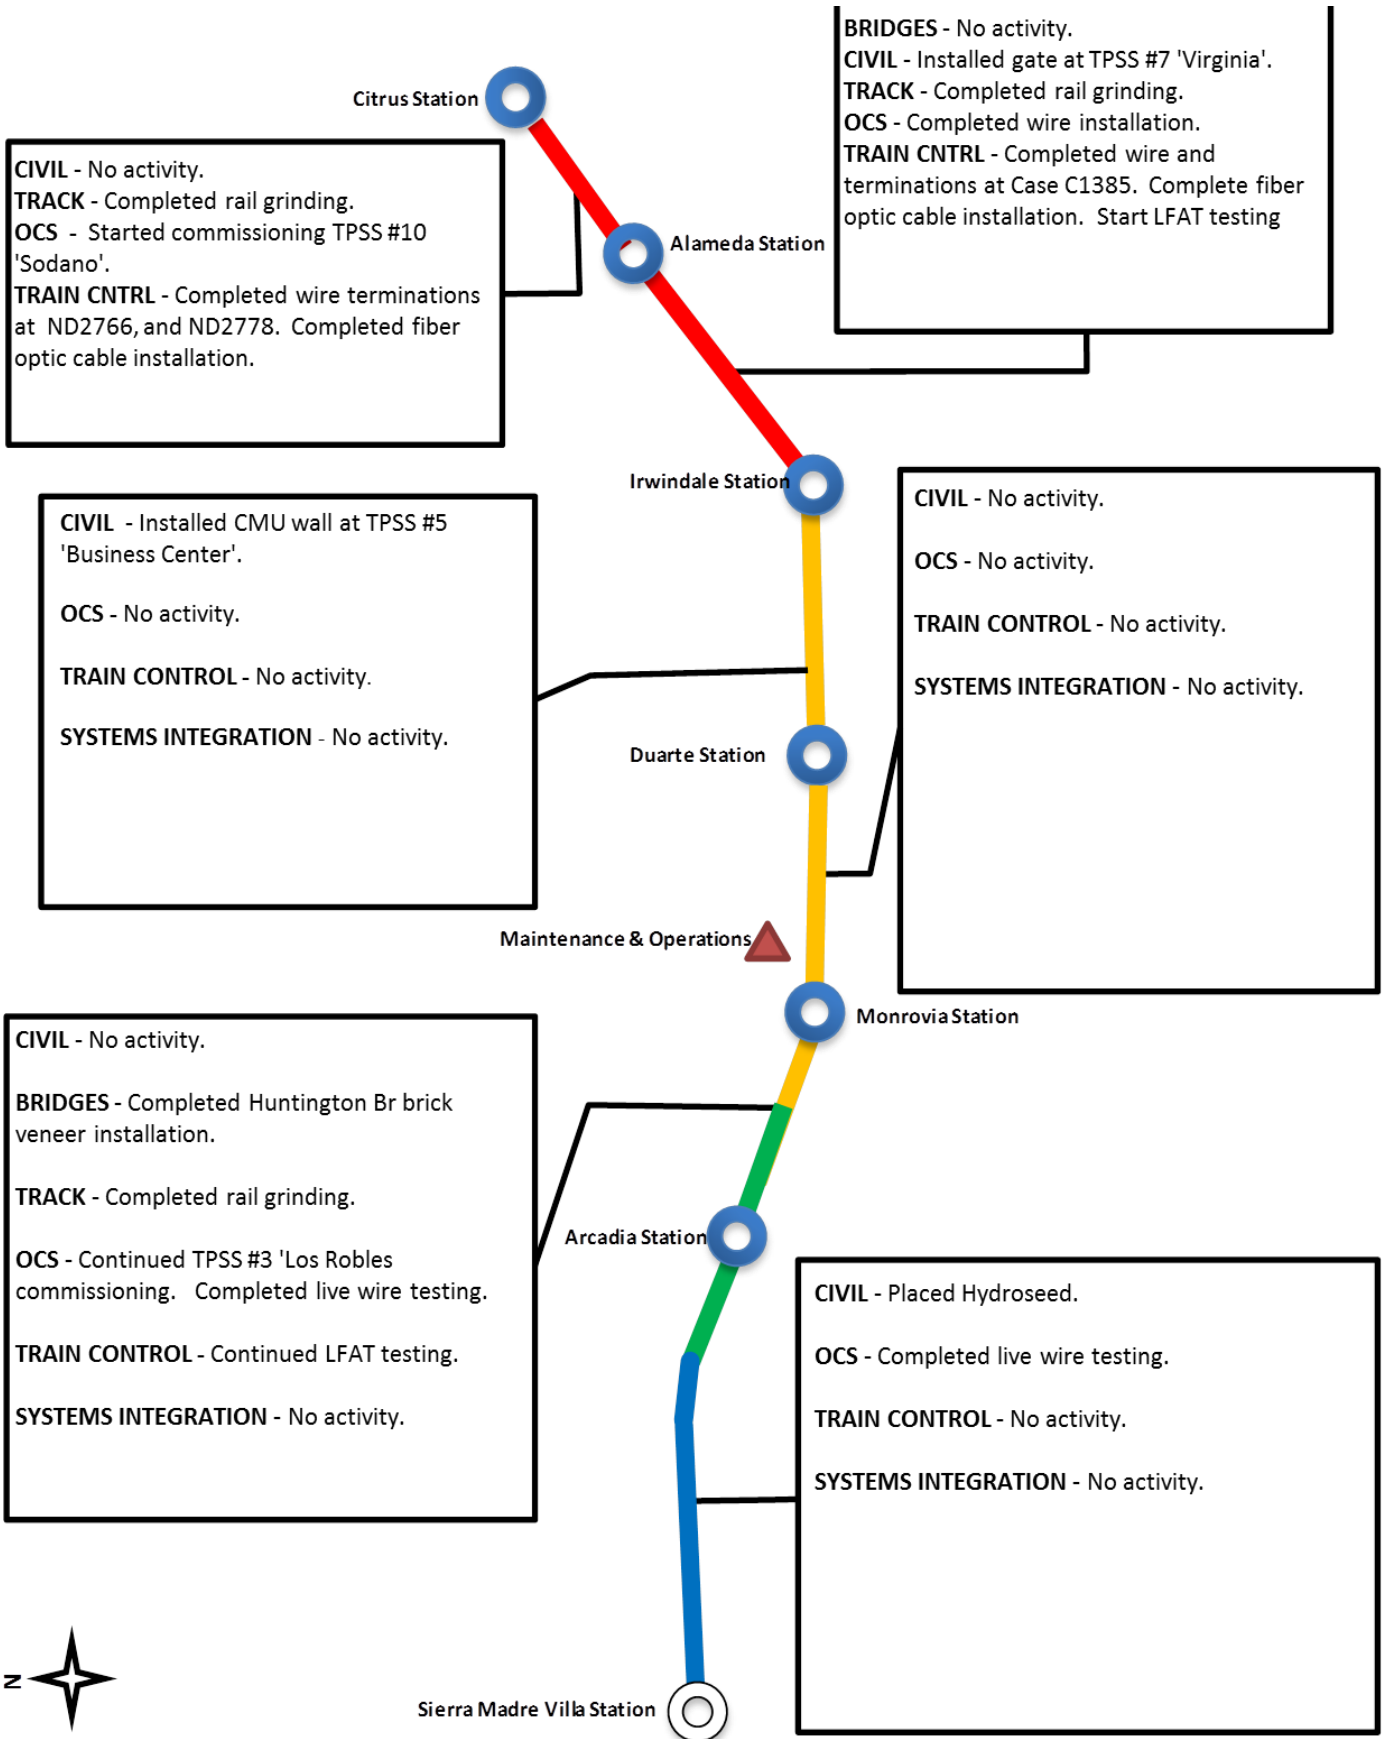 BRIDGES - No activity.
CIVIL - Installed gate at TPSS #7 'Virginia'.
TRACK - Completed rail grinding.
OCS - Completed wire installation.
TRAIN CNTRL - Completed wire and
terminations at Case C1385.  Complete fiber
optic cable installation.  Start LFAT testing
Citrus Station
CIVIL - No activity.
TRACK - Completed rail grinding.
OCS  -  Started commissioning TPSS #10
'Sodano'.
TRAIN CNTRL - Completed wire terminations
at  ND2766, and ND2778.  Completed fiber
optic cable installation.
Alameda Station
Irwindale Station
CIVIL  - Installed CMU wall at TPSS #5
'Business Center'.
OCS - No activity.
TRAIN CONTROL - No activity.
SYSTEMS INTEGRATION - No activity.
CIVIL - No activity.
OCS - No activity.
TRAIN CONTROL - No activity.
SYSTEMS INTEGRATION - No activity.
Duarte Station
Maintenance & Operations
Monrovia Station
CIVIL - No activity.
BRIDGES - Completed Huntington Br brick
veneer installation.
TRACK - Completed rail grinding.
OCS - Continued TPSS #3 'Los Robles
commissioning.   Completed live wire testing.
TRAIN CONTROL - Continued LFAT testing.
SYSTEMS INTEGRATION - No activity.
Arcadia Station
CIVIL - Placed Hydroseed.
OCS - Completed live wire testing.
TRAIN CONTROL - No activity.
SYSTEMS INTEGRATION - No activity.
N
Sierra Madre Villa Station